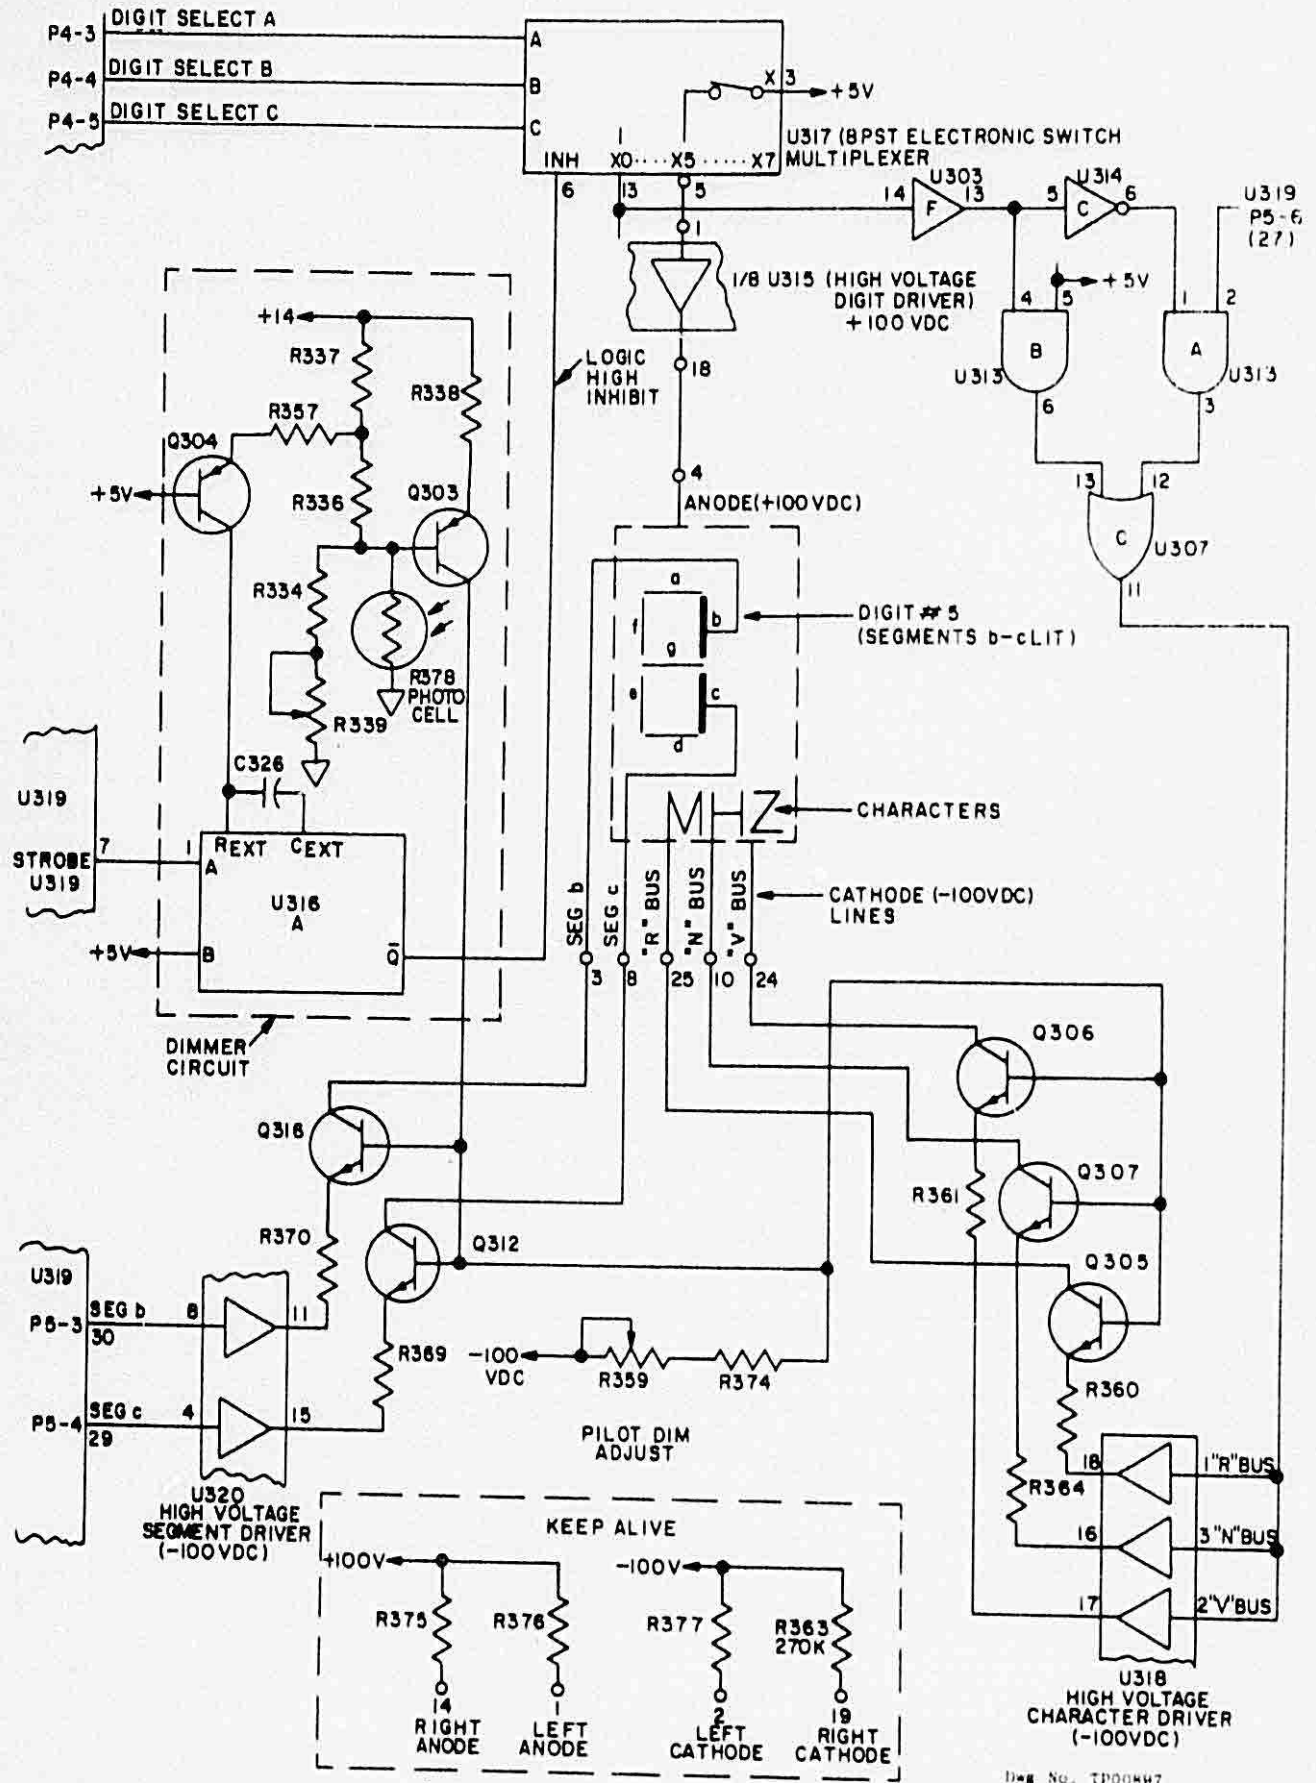 P4-3
DIGIT SELECT A
A
P4-4
DIGIT SELECT B
B
P4-5
DIGIT SELECT C
C
X 3
+5V
U317 (8PST ELECTRONIC SWITCH
MULTIPLEXER
1
INH X0·····X5·····X7
6
13
5
14
F
U303
13
5
C
U314
6
U319
P5-6
(27)
1
1/8 U315 (HIGH VOLTAGE
DIGIT DRIVER)
+100 VDC
18
4
5
+5V
1
2
B
U313
6
A
U313
3
13
12
C
U307
11
LOGIC
HIGH
INHIBIT
+14
R337
R338
R357
Q304
+5V
R336
Q303
R334
R378
PHOTO
CELL
R339
C326
4
ANODE(+100VDC)
a
f
b
g
e
c
d
DIGIT # 5
(SEGMENTS b-cLIT)
M
H
Z
CHARACTERS
U319
STROBE
U319
7
1
A
REXT
CEXT
U316
A
+5V
B
Q̅
DIMMER
CIRCUIT
SEG b
SEG c
"R" BUS
"N" BUS
"V" BUS
CATHODE (-100VDC)
LINES
3
8
25
10
24
Q306
Q316
Q307
R361
R370
Q312
Q305
U319
P5-3
SEG b
30
8
11
R369
P5-4
SEG c
29
4
15
-100
VDC
R359
R374
PILOT DIM
ADJUST
R360
R364
U320
HIGH VOLTAGE
SEGMENT DRIVER
(-100VDC)
18
1"R"BUS
16
3"N"BUS
17
2"V"BUS
U318
HIGH VOLTAGE
CHARACTER DRIVER
(-100VDC)
KEEP ALIVE
+100V
-100V
R375
R376
R377
R363
270K
14
RIGHT
ANODE
1
LEFT
ANODE
2
LEFT
CATHODE
19
RIGHT
CATHODE
Dwg No. TP00897